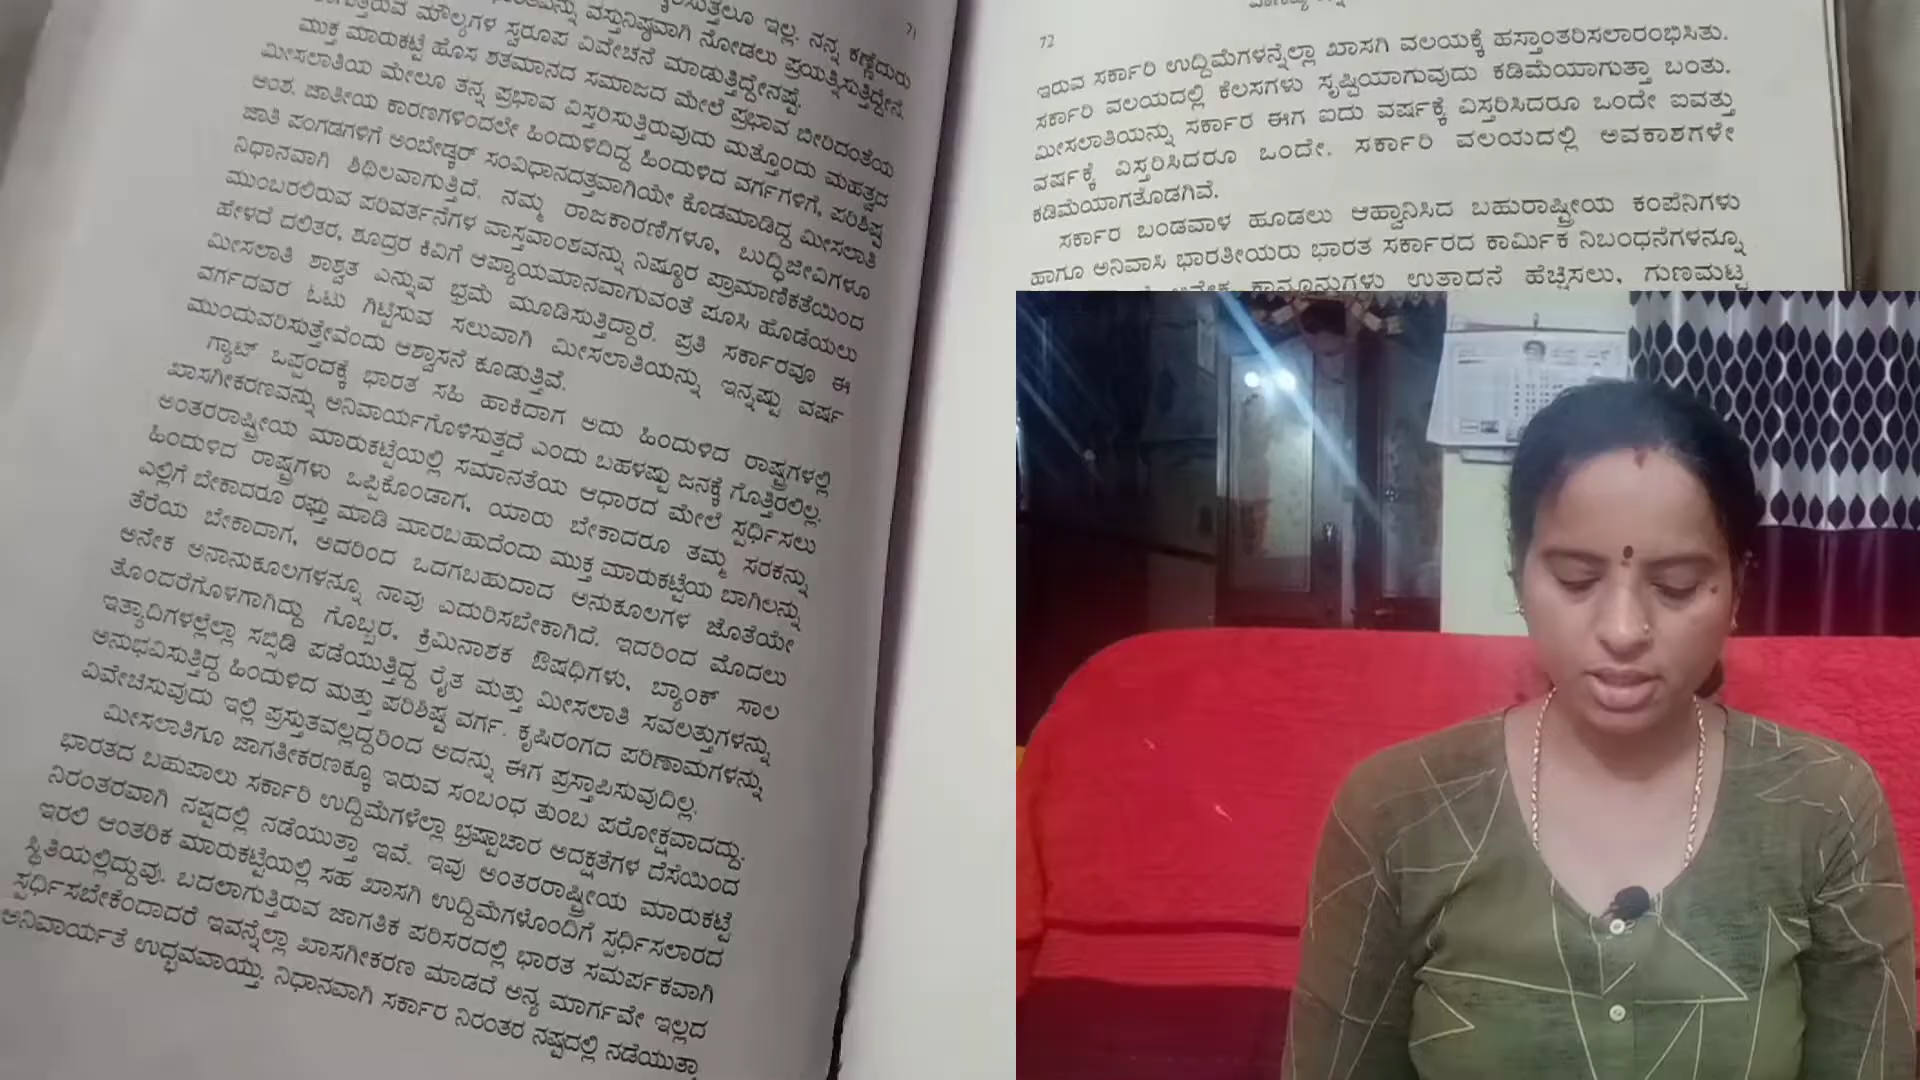 71
ನೋಡಲು ಪ್ರಯತ್ನಿಸುತ್ತಿದ್ದೇನೆ.
ಮೌಲ್ಯಗಳ ಸ್ವರೂಪ ವಿವೇಚನೆ ಮಾಡುತ್ತಿದ್ದೇನಷ್ಟೆ.
ಮುಕ್ತ ಮಾರುಕಟ್ಟೆ ಹೊಸ ಶತಮಾನದ ಸಮಾಜದ ಮೇಲೆ ಪ್ರಭಾವ ಬೀರಿದಂತೆಯ
ಮೀಸಲಾತಿಯ ಮೇಲೂ ತನ್ನ ಪ್ರಭಾವ ವಿಸ್ತರಿಸುತ್ತಿರುವುದು ಮತ್ತೊಂದು ಮಹತ್ವದ
ಅಂಶ. ಜಾತೀಯ ಕಾರಣಗಳಿಂದಲೇ ಹಿಂದುಳಿದಿದ್ದ ಹಿಂದುಳಿದ ವರ್ಗಗಳಿಗೆ, ಪರಿಶಿಷ್ಟ
ಜಾತಿ ಪಂಗಡಗಳಿಗೆ ಅಂಬೇಡ್ಕರ್ ಸಂವಿಧಾನದತ್ತವಾಗಿಯೇ ಕೊಡಮಾಡಿದ್ದ ಮೀಸಲಾತಿ
ನಿಧಾನವಾಗಿ ಶಿಥಿಲವಾಗುತ್ತಿದೆ. ನಮ್ಮ ರಾಜಕಾರಣಿಗಳೂ, ಬುದ್ಧಿಜೀವಿಗಳೂ
ಮುಂಬರಲಿರುವ ಪರಿವರ್ತನೆಗಳ ವಾಸ್ತವಾಂಶವನ್ನು ನಿಷ್ಠೂರ ಪ್ರಾಮಾಣಿಕತೆಯಿಂದ
ಹೇಳದೆ ದಲಿತರ, ಶೂದ್ರರ ಕಿವಿಗೆ ಆಪ್ಯಾಯಮಾನವಾಗುವಂತೆ ಪೂಸಿ ಹೊಡೆಯಲು
ಮೀಸಲಾತಿ ಶಾಶ್ವತ ಎನ್ನುವ ಭ್ರಮೆ ಮೂಡಿಸುತ್ತಿದ್ದಾರೆ. ಪ್ರತಿ ಸರ್ಕಾರವೂ ಈ
ವರ್ಗದವರ ಓಟು ಗಿಟ್ಟಿಸುವ ಸಲುವಾಗಿ ಮೀಸಲಾತಿಯನ್ನು ಇನ್ನಷ್ಟು ವರ್ಷ
ಮುಂದುವರಿಸುತ್ತೇವೆಂದು ಆಶ್ವಾಸನೆ ಕೂಡುತ್ತಿವೆ.
ಗ್ಯಾಟ್ ಒಪ್ಪಂದಕ್ಕೆ ಭಾರತ ಸಹಿ ಹಾಕಿದಾಗ ಅದು ಹಿಂದುಳಿದ ರಾಷ್ಟ್ರಗಳಲ್ಲಿ
ಖಾಸಗೀಕರಣವನ್ನು ಅನಿವಾರ್ಯಗೊಳಿಸುತ್ತದೆ ಎಂದು ಬಹಳಷ್ಟು ಜನಕ್ಕೆ ಗೊತ್ತಿರಲಿಲ್ಲ.
ಅಂತರರಾಷ್ಟ್ರೀಯ ಮಾರುಕಟ್ಟೆಯಲ್ಲಿ ಸಮಾನತೆಯ ಆಧಾರದ ಮೇಲೆ ಸ್ಪರ್ಧಿಸಲು
ಹಿಂದುಳಿದ ರಾಷ್ಟ್ರಗಳು ಒಪ್ಪಿಕೊಂಡಾಗ, ಯಾರು ಬೇಕಾದರೂ ತಮ್ಮ ಸರಕನ್ನು
ಎಲ್ಲಿಗೆ ಬೇಕಾದರೂ ರಫ್ತು ಮಾಡಿ ಮಾರಬಹುದೆಂದು ಮುಕ್ತ ಮಾರುಕಟ್ಟೆಯ ಬಾಗಿಲನ್ನು
ತೆರೆಯ ಬೇಕಾದಾಗ, ಅದರಿಂದ ಒದಗಬಹುದಾದ ಅನುಕೂಲಗಳ ಜೊತೆಯೇ
ಅನೇಕ ಅನಾನುಕೂಲಗಳನ್ನೂ ನಾವು ಎದುರಿಸಬೇಕಾಗಿದೆ. ಇದರಿಂದ ಮೊದಲು
ತೊಂದರೆಗೊಳಗಾಗಿದ್ದು ಗೊಬ್ಬರ, ಕ್ರಿಮಿನಾಶಕ ಔಷಧಿಗಳು, ಬ್ಯಾಂಕ್ ಸಾಲ
ಇತ್ಯಾದಿಗಳಲ್ಲೆಲ್ಲಾ ಸಬ್ಸಿಡಿ ಪಡೆಯುತ್ತಿದ್ದ ರೈತ ಮತ್ತು ಮೀಸಲಾತಿ ಸವಲತ್ತುಗಳನ್ನು
ಅನುಭವಿಸುತ್ತಿದ್ದ ಹಿಂದುಳಿದ ಮತ್ತು ಪರಿಶಿಷ್ಟ ವರ್ಗ. ಕೃಷಿರಂಗದ ಪರಿಣಾಮಗಳನ್ನು
ವಿವೇಚಿಸುವುದು ಇಲ್ಲಿ ಪ್ರಸ್ತುತವಲ್ಲದ್ದರಿಂದ ಅದನ್ನು ಈಗ ಪ್ರಸ್ತಾಪಿಸುವುದಿಲ್ಲ.
ಮೀಸಲಾತಿಗೂ ಜಾಗತೀಕರಣಕ್ಕೂ ಇರುವ ಸಂಬಂಧ ತುಂಬ ಪರೋಕ್ಷವಾದದ್ದು.
ಭಾರತದ ಬಹುಪಾಲು ಸರ್ಕಾರಿ ಉದ್ದಿಮೆಗಳೆಲ್ಲಾ ಭ್ರಷ್ಟಾಚಾರ ಅದಕ್ಷತೆಗಳ ದೆಸೆಯಿಂದ
ನಿರಂತರವಾಗಿ ನಷ್ಟದಲ್ಲಿ ನಡೆಯುತ್ತಾ ಇವೆ. ಇವು ಅಂತರರಾಷ್ಟ್ರೀಯ ಮಾರುಕಟ್ಟೆ
ಇರಲಿ ಆಂತರಿಕ ಮಾರುಕಟ್ಟೆಯಲ್ಲಿ ಸಹ ಖಾಸಗಿ ಉದ್ದಿಮೆಗಳೊಂದಿಗೆ ಸ್ಪರ್ಧಿಸಲಾರದ
ಸ್ಥಿತಿಯಲ್ಲಿದ್ದುವು. ಬದಲಾಗುತ್ತಿರುವ ಜಾಗತಿಕ ಪರಿಸರದಲ್ಲಿ ಭಾರತ ಸಮರ್ಪಕವಾಗಿ
ಸ್ಪರ್ಧಿಸಬೇಕೆಂದಾದರೆ ಇವನ್ನೆಲ್ಲಾ ಖಾಸಗೀಕರಣ ಮಾಡದೆ ಅನ್ಯ ಮಾರ್ಗವೇ ಇಲ್ಲದ
ಅನಿವಾರ್ಯತೆ ಉದ್ಭವವಾಯ್ತು. ನಿಧಾನವಾಗಿ ಸರ್ಕಾರ ನಿರಂತರ ನಷ್ಟದಲ್ಲಿ ನಡೆಯುತ್ತಾ
72
ಇರುವ ಸರ್ಕಾರಿ ಉದ್ದಿಮೆಗಳನ್ನೆಲ್ಲಾ ಖಾಸಗಿ ವಲಯಕ್ಕೆ ಹಸ್ತಾಂತರಿಸಲಾರಂಭಿಸಿತು.
ಸರ್ಕಾರಿ ವಲಯದಲ್ಲಿ ಕೆಲಸಗಳು ಸೃಷ್ಟಿಯಾಗುವುದು ಕಡಿಮೆಯಾಗುತ್ತಾ ಬಂತು.
ಮೀಸಲಾತಿಯನ್ನು ಸರ್ಕಾರ ಈಗ ಐದು ವರ್ಷಕ್ಕೆ ವಿಸ್ತರಿಸಿದರೂ ಒಂದೇ ಐವತ್ತು
ವರ್ಷಕ್ಕೆ ವಿಸ್ತರಿಸಿದರೂ ಒಂದೇ. ಸರ್ಕಾರಿ ವಲಯದಲ್ಲಿ ಅವಕಾಶಗಳೇ
ಕಡಿಮೆಯಾಗತೊಡಗಿವೆ.
ಸರ್ಕಾರ ಬಂಡವಾಳ ಹೂಡಲು ಆಹ್ವಾನಿಸಿದ ಬಹುರಾಷ್ಟ್ರೀಯ ಕಂಪೆನಿಗಳು
ಹಾಗೂ ಅನಿವಾಸಿ ಭಾರತೀಯರು ಭಾರತ ಸರ್ಕಾರದ ಕಾರ್ಮಿಕ ನಿಬಂಧನೆಗಳನ್ನೂ
ಅನೇಕ ಕಾನೂನುಗಳು ಉತ್ಪಾದನೆ ಹೆಚ್ಚಿಸಲು, ಗುಣಮಟ್ಟ